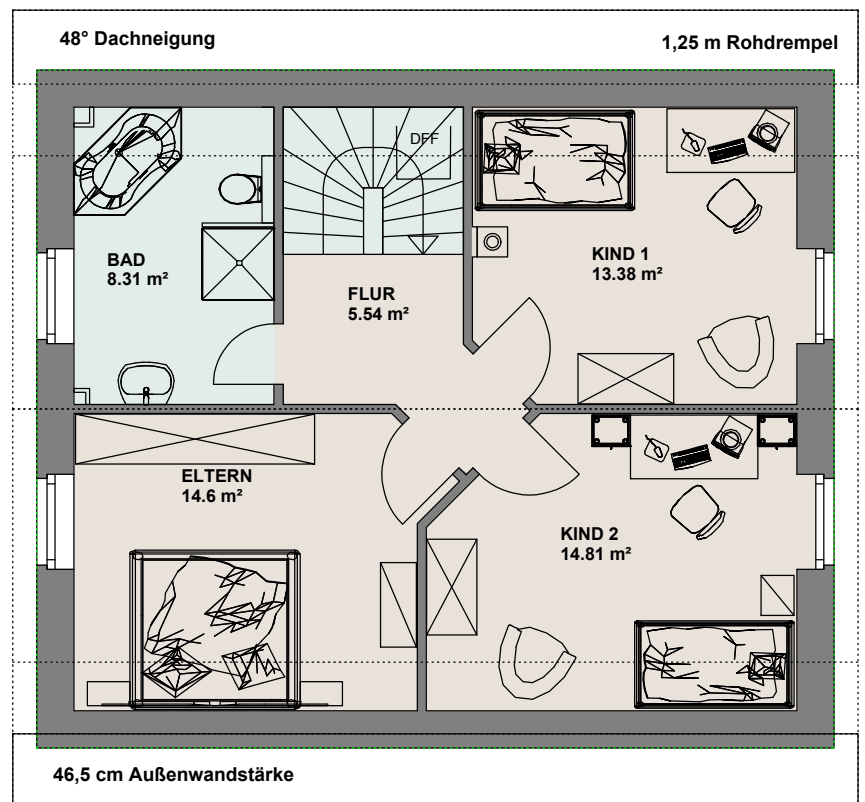 48° Dachneigung
1,25 m Rohdrempel
DFF
BAD
8.31 m²
FLUR
5.54 m²
KIND 1
13.38 m²
ELTERN
14.6 m²
KIND 2
14.81 m²
46,5 cm Außenwandstärke